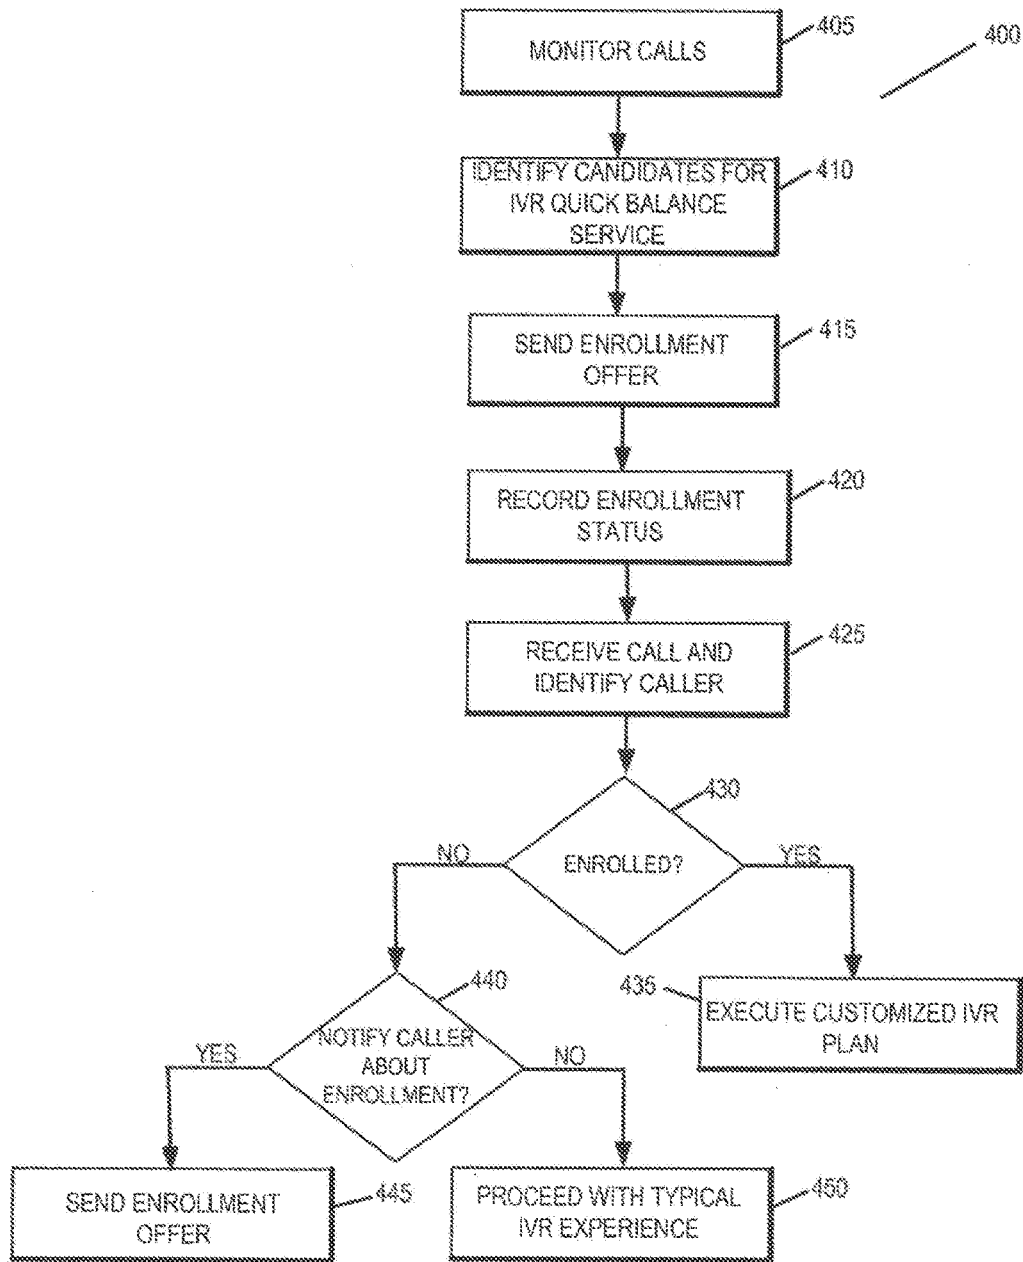 405
MONITOR CALLS
400
410
IDENTIFY CANDIDATES FOR
IVR QUICK BALANCE
SERVICE
415
SEND ENROLLMENT
OFFER
420
RECORD ENROLLMENT
STATUS
425
RECEIVE CALL AND
IDENTIFY CALLER
430
NO
ENROLLED?
YES
440
435
EXECUTE CUSTOMIZED IVR
PLAN
NOTIFY CALLER
ABOUT
ENROLLMENT?
YES
NO
445
SEND ENROLLMENT
OFFER
450
PROCEED WITH TYPICAL
IVR EXPERIENCE